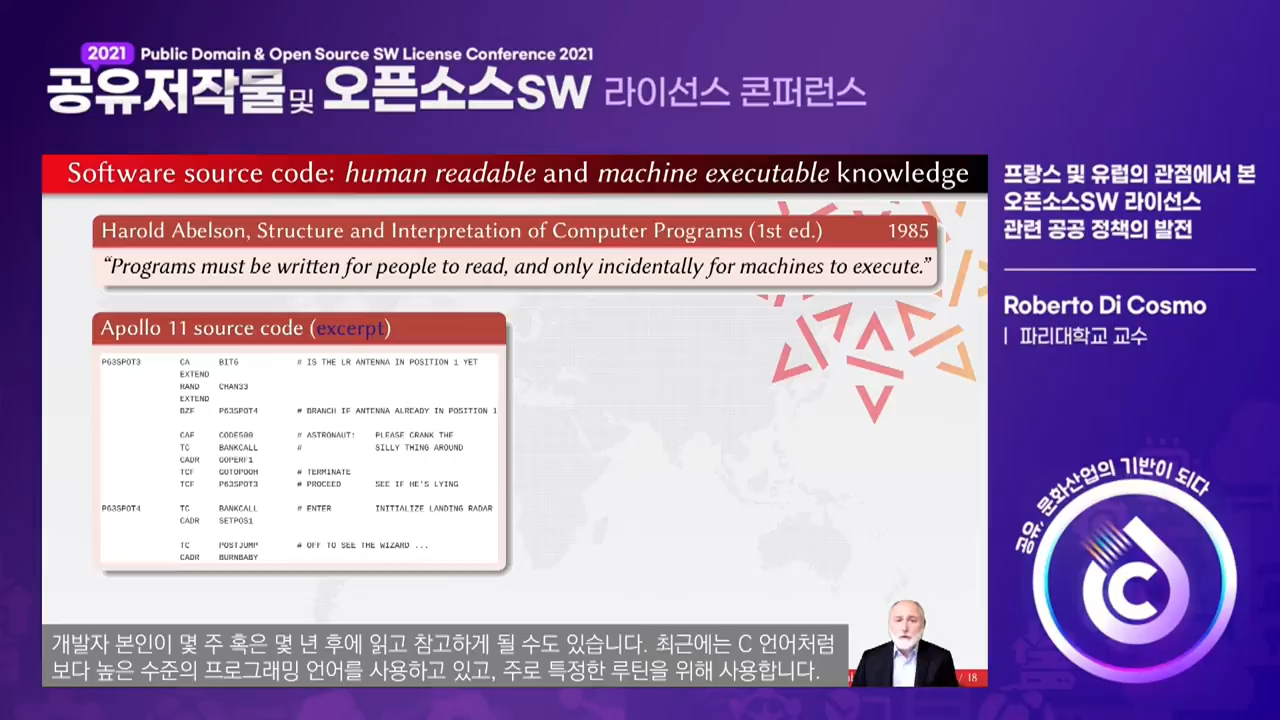 2021 Public Domain & Open Source SW License Conference 2021
공유저작물및 오픈소스SW 라이선스 콘퍼런스
Software source code: human readable and machine executable knowledge
Harold Abelson, Structure and Interpretation of Computer Programs (1st ed.) 1985
“Programs must be written for people to read, and only incidentally for machines to execute.”
Apollo 11 source code (excerpt)
P63SPOT3 CA BIT6 # IS THE LR ANTENNA IN POSITION 1 YET
EXTEND
RAND CHAN33
EXTEND
BZF P63SPOT4 # BRANCH IF ANTENNA ALREADY IN POSITION 1
CAF CODE500 # ASTRONAUT: PLEASE CRANK THE
TC BANKCALL # SILLY THING AROUND
CADR GOPERF1
TCF GOTOPOOH # TERMINATE
TCF P63SPOT3 # PROCEED SEE IF HE'S LYING
P63SPOT4 TC BANKCALL # ENTER INITIALIZE LANDING RADAR
CADR SETPOS1
TC POSTJUMP # OFF TO SEE THE WIZARD ...
CADR BURNBABY
개발자 본인이 몇 주 혹은 몇 년 후에 읽고 참고하게 될 수도 있습니다. 최근에는 C 언어처럼
보다 높은 수준의 프로그래밍 언어를 사용하고 있고, 주로 특정한 루틴을 위해 사용합니다.
/ 18
프랑스 및 유럽의 관점에서 본
오픈소스SW 라이선스
관련 공공 정책의 발전
Roberto Di Cosmo
| 파리대학교 교수
공유, 문화산업의 기반이 되다